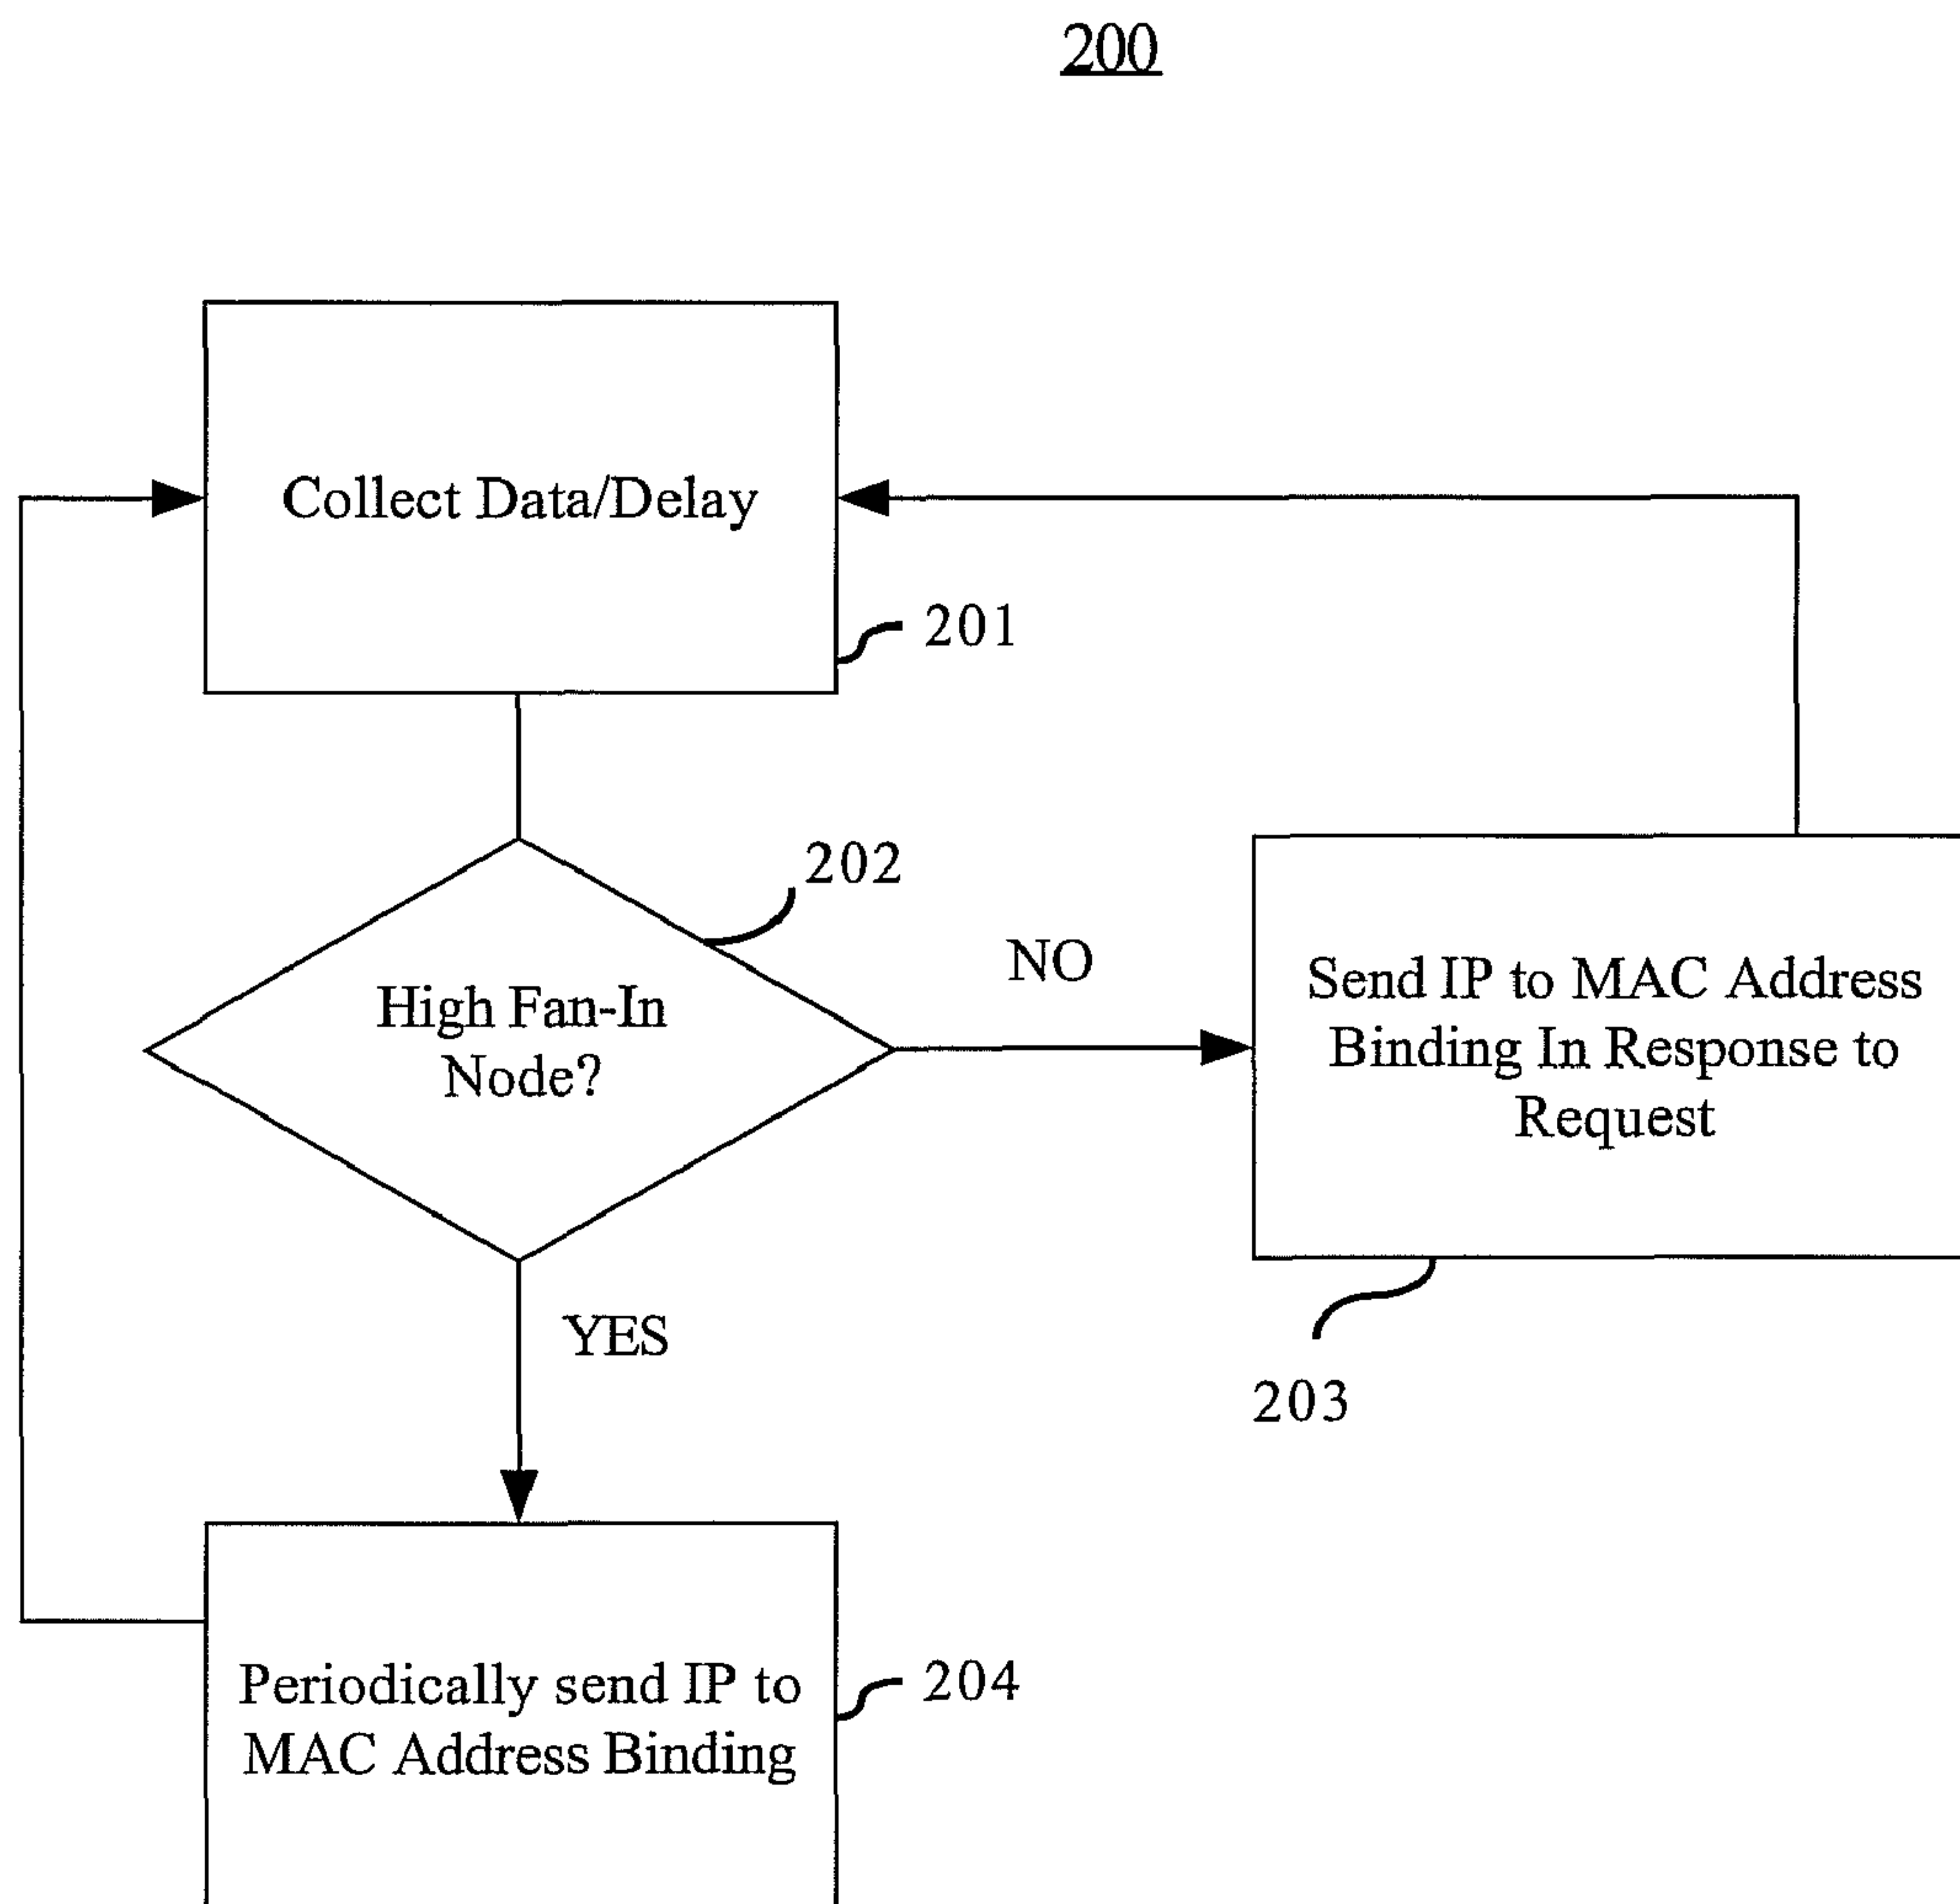 200
Collect Data/Delay
201
202
High Fan-In
Node?
NO
Send IP to MAC Address
Binding In Response to
Request
YES
203
Periodically send IP to
MAC Address Binding
204